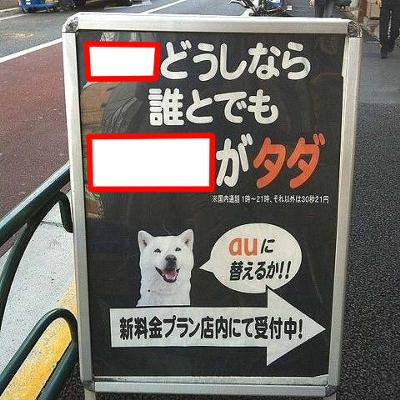 どうしなら
誰とでも
がタダ
※国内通話 1時～21時、それ以外は30秒21円
auに
替えるか!!
新料金プラン店内にて受付中!